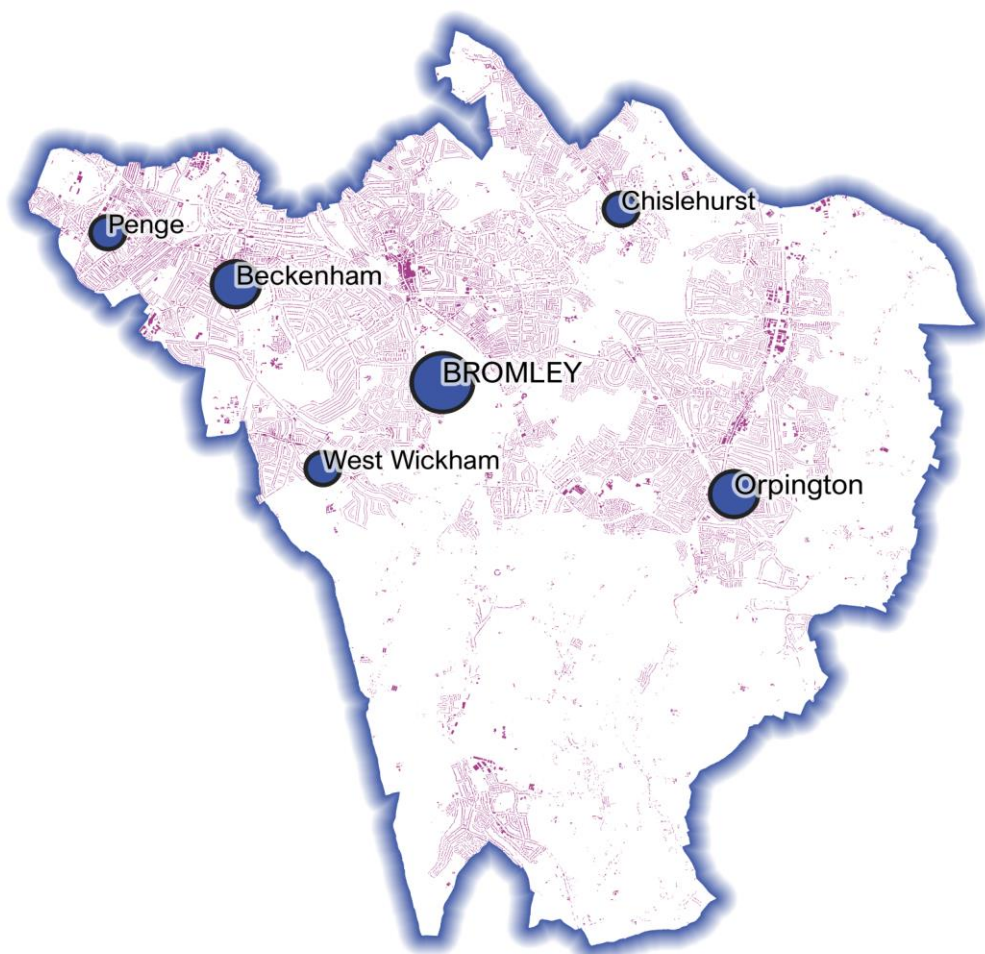 Chislehurst
Penge
Beckenham
BROMLEY
West Wickham
Orpington